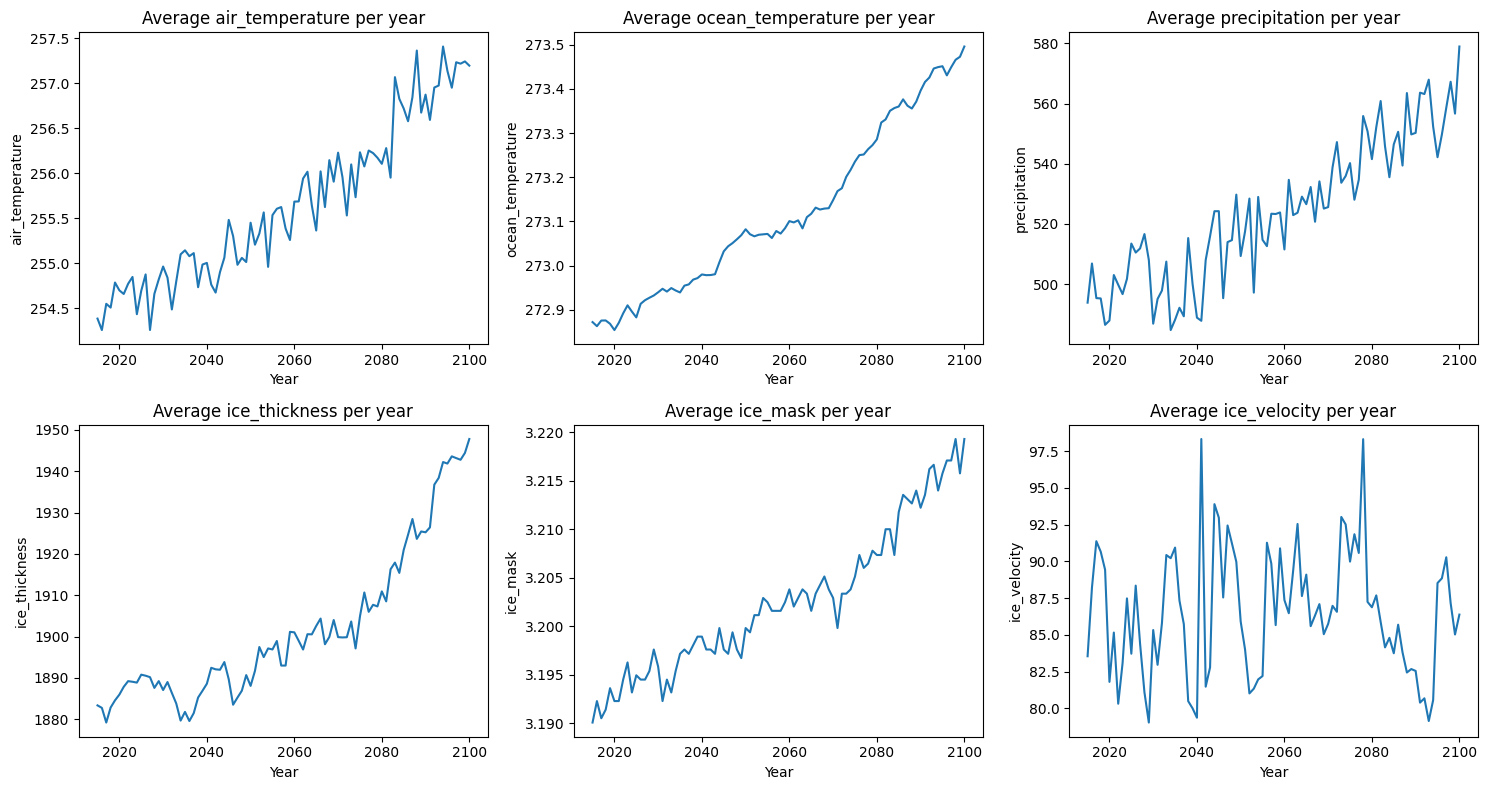 Average air_temperature per year
257.5
257.0
256.5
256.0
255.5
255.0
254.5
air_temperature
2020 2040 2060 2080 2100
Year
Average ocean_temperature per year
273.5
273.4
273.3
273.2
273.1
273.0
272.9
ocean_temperature
2020 2040 2060 2080 2100
Year
Average precipitation per year
580
560
540
520
500
precipitation
2020 2040 2060 2080 2100
Year
Average ice_thickness per year
1950
1940
1930
1920
1910
1900
1890
1880
ice_thickness
2020 2040 2060 2080 2100
Year
Average ice_mask per year
3.220
3.215
3.210
3.205
3.200
3.195
3.190
ice_mask
2020 2040 2060 2080 2100
Year
Average ice_velocity per year
97.5
95.0
92.5
90.0
87.5
85.0
82.5
80.0
ice_velocity
2020 2040 2060 2080 2100
Year